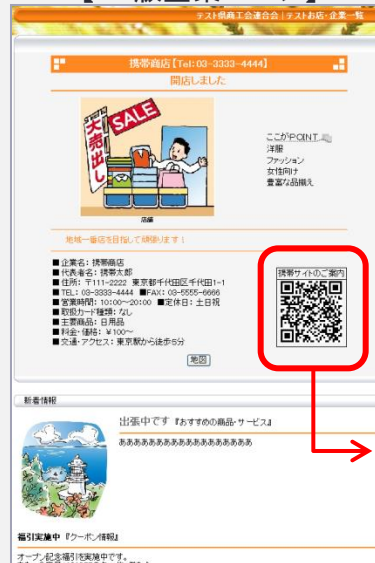 テスト県商工会連合会 | テストお店・企業一覧
携帯商店【Tel:03-3333-4444】
開店しました
大売出し
SALE
ここがPOINT
洋服
ファッション
女性向け
豊富な品揃え
店舗
地域一番店を目指して頑張ります！
■企業名：携帯商店
■代表者名：携帯太郎
■住所：〒111-2222 東京都千代田区千代田1-1
■TEL：03-3333-4444 ■FAX：03-5555-6666
■営業時間：10:00～20:00 ■定休日：土日祝
■取扱カード種類：なし
■主要商品：日用品
■料金・価格：￥100～
■交通・アクセス：東京駅から徒歩5分
携帯サイトのご案内
地図
新着情報
出張中です『おすすめの商品・サービス』
ああああああああああああああああああ
福引実施中『クーポン情報』
オープン記念福引を実施中です。